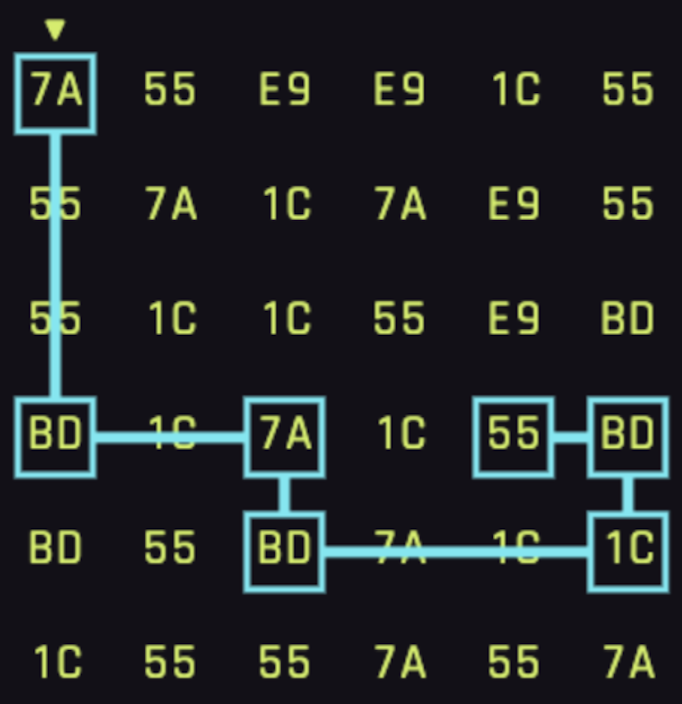 7A 55 E9 E9 1C 55
55 7A 1C 7A E9 55
55 1C 1C 55 E9 BD
BD 1C 7A 1C 55 BD
BD 55 BD 7A 1C 1C
1C 55 55 7A 55 7A